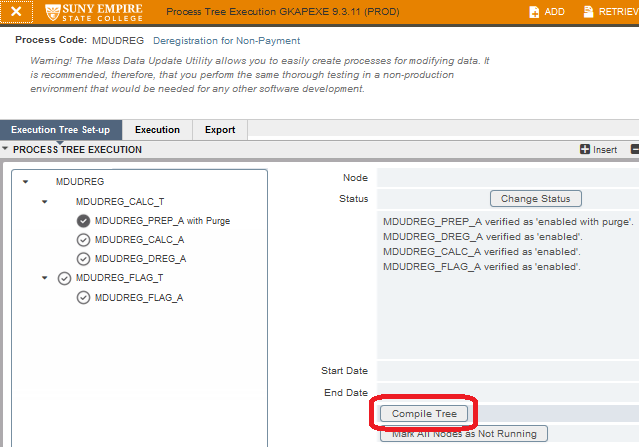 SUNY EMPIRE
STATE COLLEGE
Process Tree Execution GKAPEXE 9.3.11 (PROD)
ADD
RETRIEV
Process Code: MDUDREG Deregistration for Non-Payment
Warning! The Mass Data Update Utility allows you to easily create processes for modifying data. It
is recommended, therefore, that you perform the same thorough testing in a non-production
environment that would be needed for any other software development.
Execution Tree Set-up
Execution
Export
PROCESS TREE EXECUTION
Insert
MDUDREG
MDUDREG_CALC_T
MDUDREG_PREP_A with Purge
MDUDREG_CALC_A
MDUDREG_DREG_A
MDUDREG_FLAG_T
MDUDREG_FLAG_A
Node
Status
Change Status
MDUDREG_PREP_A verified as 'enabled with purge'.
MDUDREG_DREG_A verified as 'enabled'.
MDUDREG_CALC_A verified as 'enabled'.
MDUDREG_FLAG_A verified as 'enabled'.
Start Date
End Date
Compile Tree
Mark All Nodes as Not Running